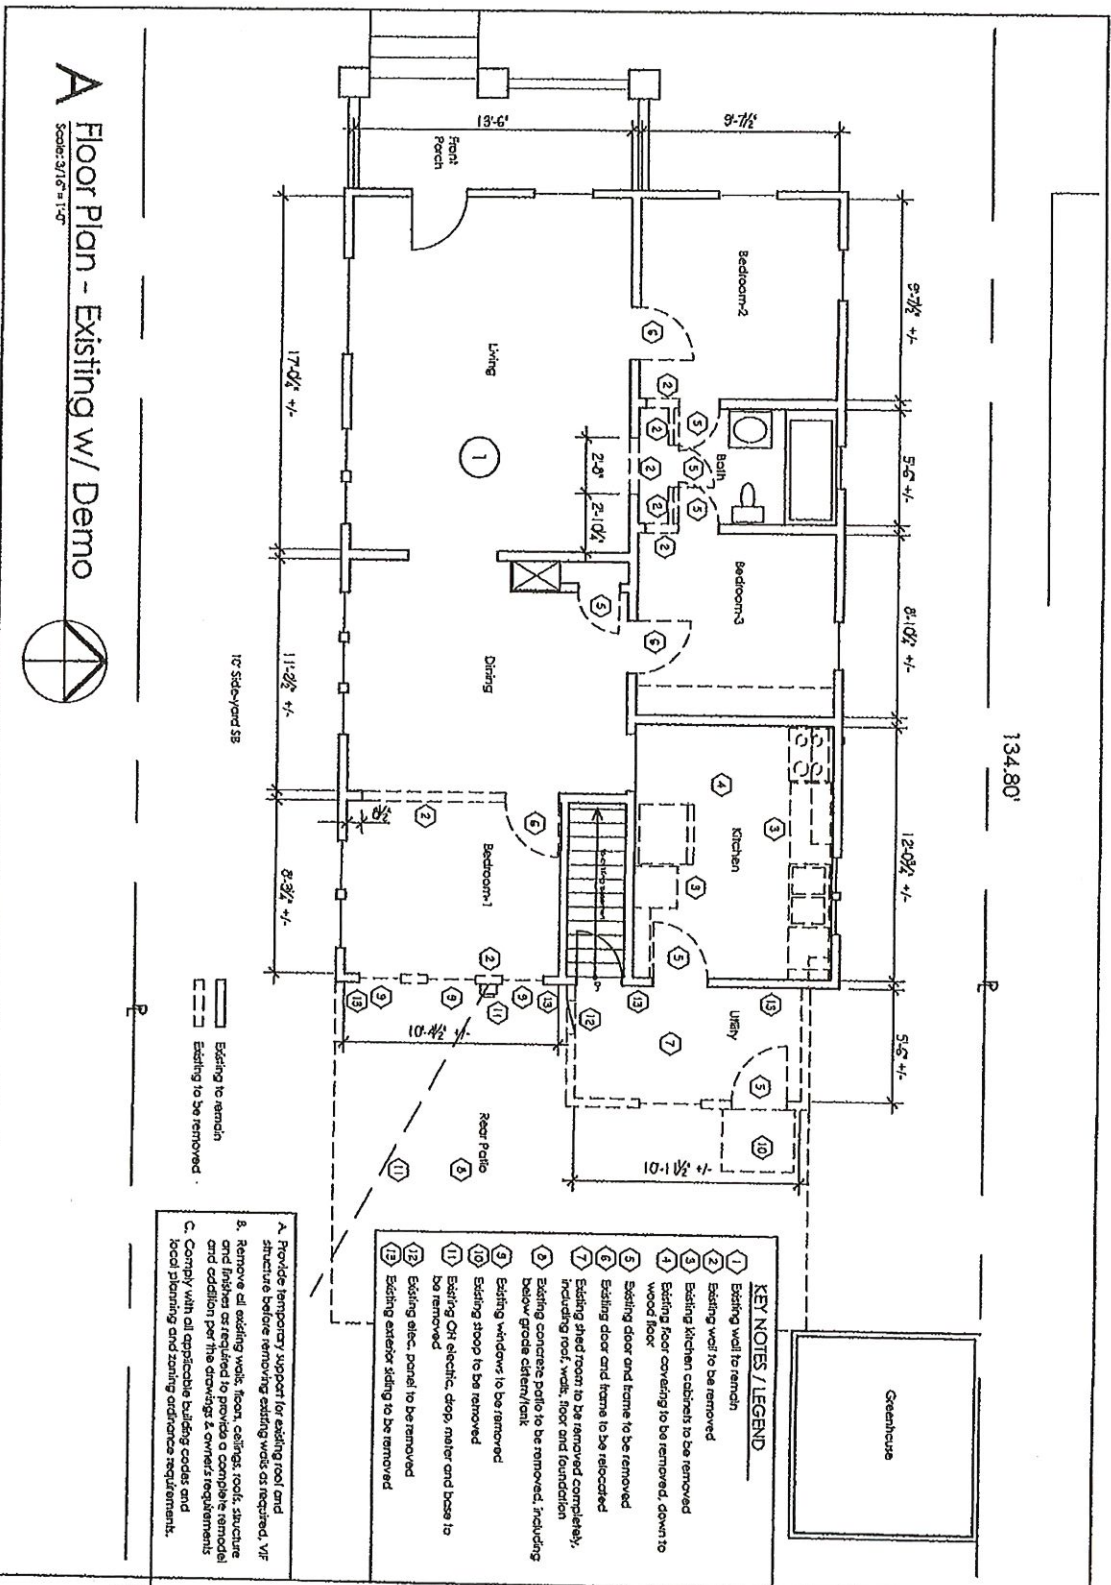 134.80'
Greenhouse
9'-7½" +/-
5'-6" +/-
8'-10¼" +/-
12'-0¾" +/-
5'-6" +/-
9'-7½"
13'-6"
Front
Porch
Bedroom-2
Bath
Bedroom-3
Kitchen
Utility
2'-8"
2'-10¼"
Living
Dining
Bedroom-1
Rear Patio
10'-11½" +/-
17'-0¼" +/-
11'-2½" +/-
8'-3¼" +/-
10' Side-yard SB
Existing to remain
Existing to be removed
KEY NOTES / LEGEND
1 Existing wall to remain
2 Existing wall to be removed
3 Existing kitchen cabinets to be removed
4 Existing floor covering to be removed, down to
wood floor
5 Existing door and frame to be removed
6 Existing door and frame to be relocated
7 Existing shed room to be removed completely,
including roof, walls, floor and foundation
8 Existing concrete patio to be removed, including
below grade cistern/tank
9 Existing windows to be removed
10 Existing stoop to be removed
11 Existing OH electric, drop, meter and base to
be removed
12 Existing elec. panel to be removed
13 Existing exterior siding to be removed
A. Provide temporary support for existing roof and
structure before removing existing walls as required, VIF
B. Remove all existing walls, floors, ceilings, roofs, structure
and finishes as required to provide a complete remodel
and addition per the drawings & owner's requirements
C. Comply with all applicable building codes and
local planning and zoning ordinance requirements.
A Floor Plan - Existing w/ Demo
Scale: 3/16" = 1'-0"